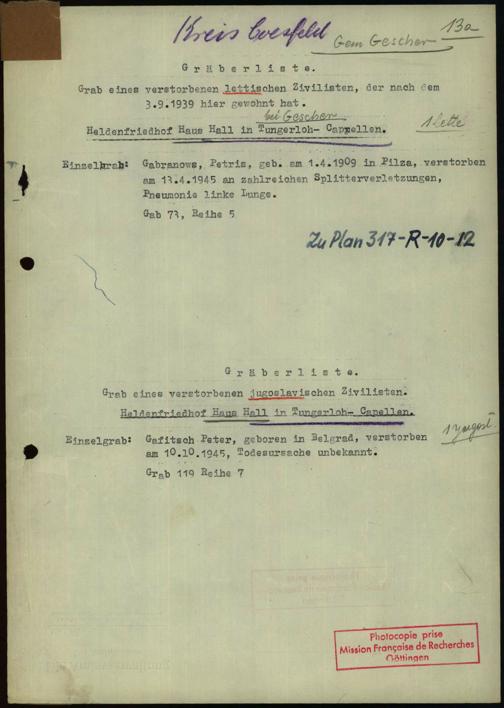 Kreis Coesfeld
13a
Gem Gescher
Gräberliste.
Grab eines verstorbenen lettischen Zivilisten, der nach dem
3.9.1939 hier gewohnt hat.
bei Gescher
1 lette
Heldenfriedhof Haus Hall in Tungerloh- Cappellen.
Einzelgrab: Gabranows, Petris, geb. am 1.4.1909 in Pilza, verstorben
am 13.4.1945 an zahlreichen Splitterverletzungen,
Pneumonie linke Lunge.
Gab 73, Reihe 5
Zu Plan 317-R-10-12
Gräberliste.
Grab eines verstorbenen jugoslavischen Zivilisten.
Heldenfriedhof Haus Hall in Tungerloh- Capellen.
1 jugosl.
Einzelgrab: Gafitsch Peter, geboren in Belgrad, verstorben
am 10.10.1945, Todesursache unbekannt.
Grab 119 Reihe 7
Photocopie prise
Mission Française de Recherches
Göttingen